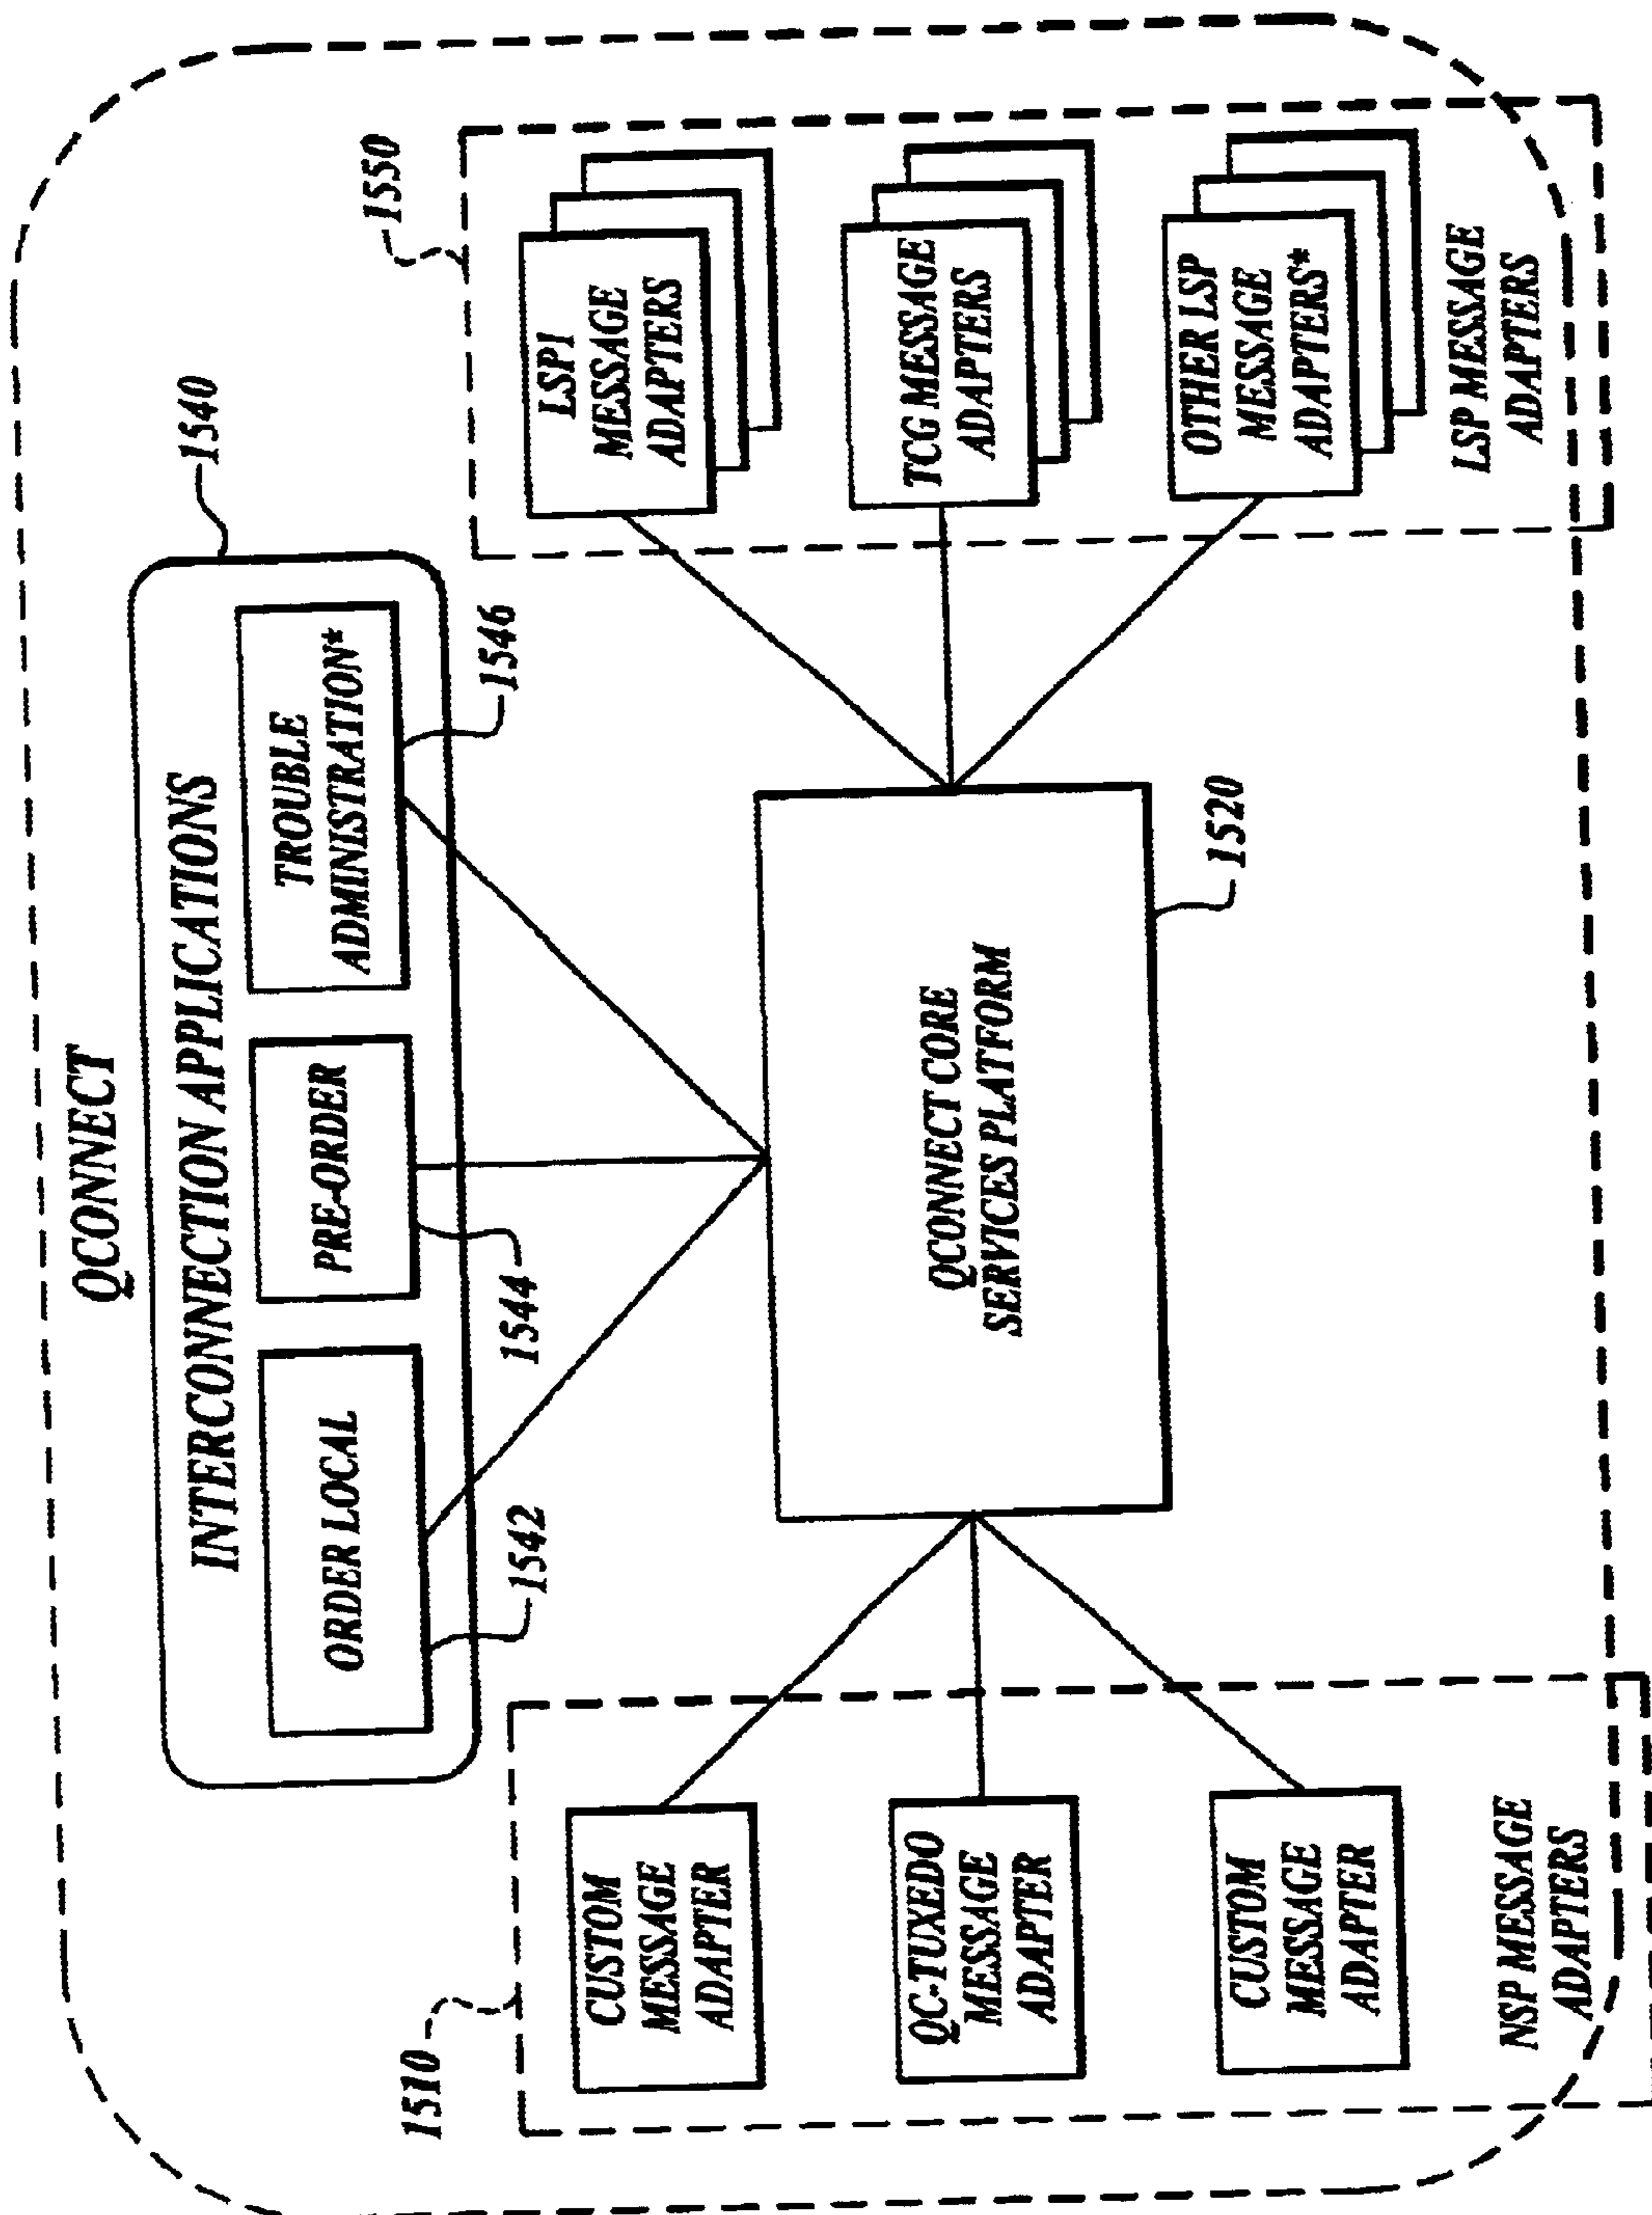 QCONNECT
INTERCONNECTION APPLICATIONS
1540
ORDER LOCAL
PRE-ORDER
TROUBLE
ADMINISTRATION*
1542
1544
1546
1510
CUSTOM
MESSAGE
ADAPTER
QC-TUXEDO
MESSAGE
ADAPTER
CUSTOM
MESSAGE
ADAPTER
NSP MESSAGE
ADAPTERS
QCONNECT CORE
SERVICES PLATFORM
1520
1550
LSP1
MESSAGE
ADAPTERS
TCG MESSAGE
ADAPTERS
OTHER LSP
MESSAGE
ADAPTERS*
LSP MESSAGE
ADAPTERS